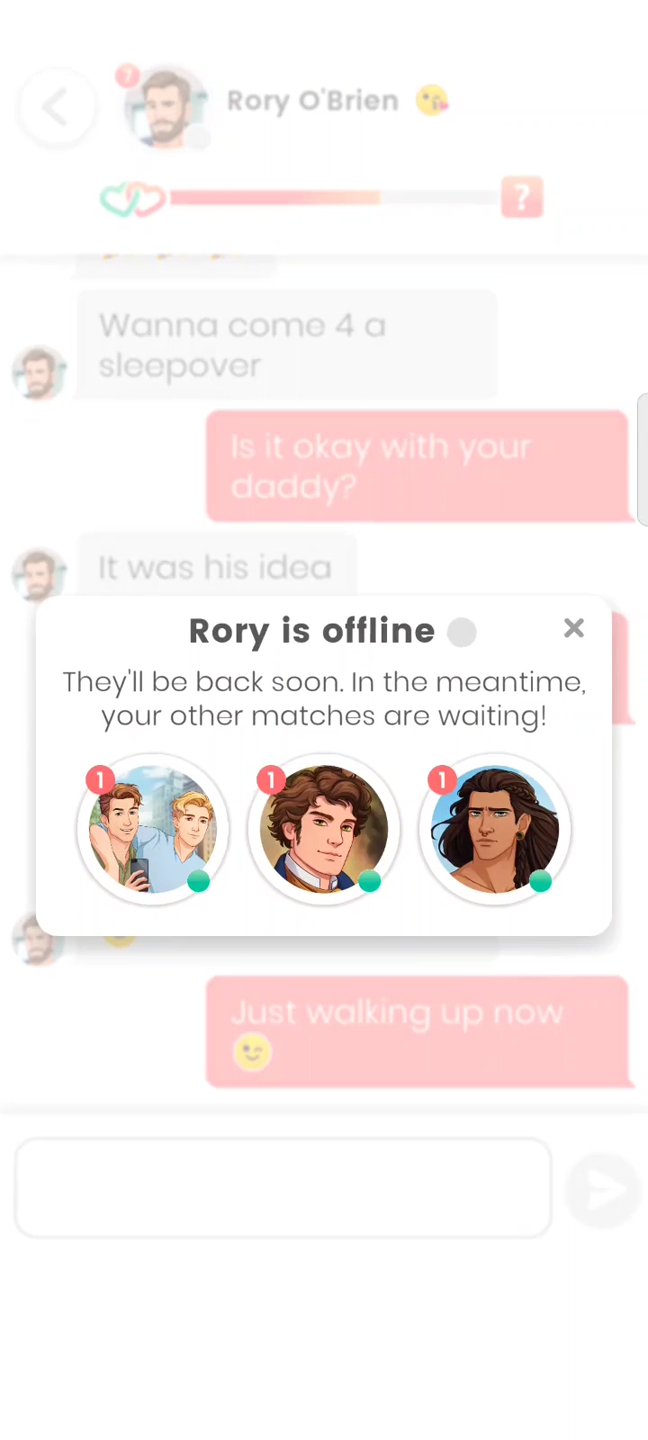 7
Rory O'Brien 😘
?
Wanna come 4 a
sleepover
Is it okay with your
daddy?
It was his idea
Rory is offline
They'll be back soon. In the meantime,
your other matches are waiting!
1 1 1
Just walking up now
😉